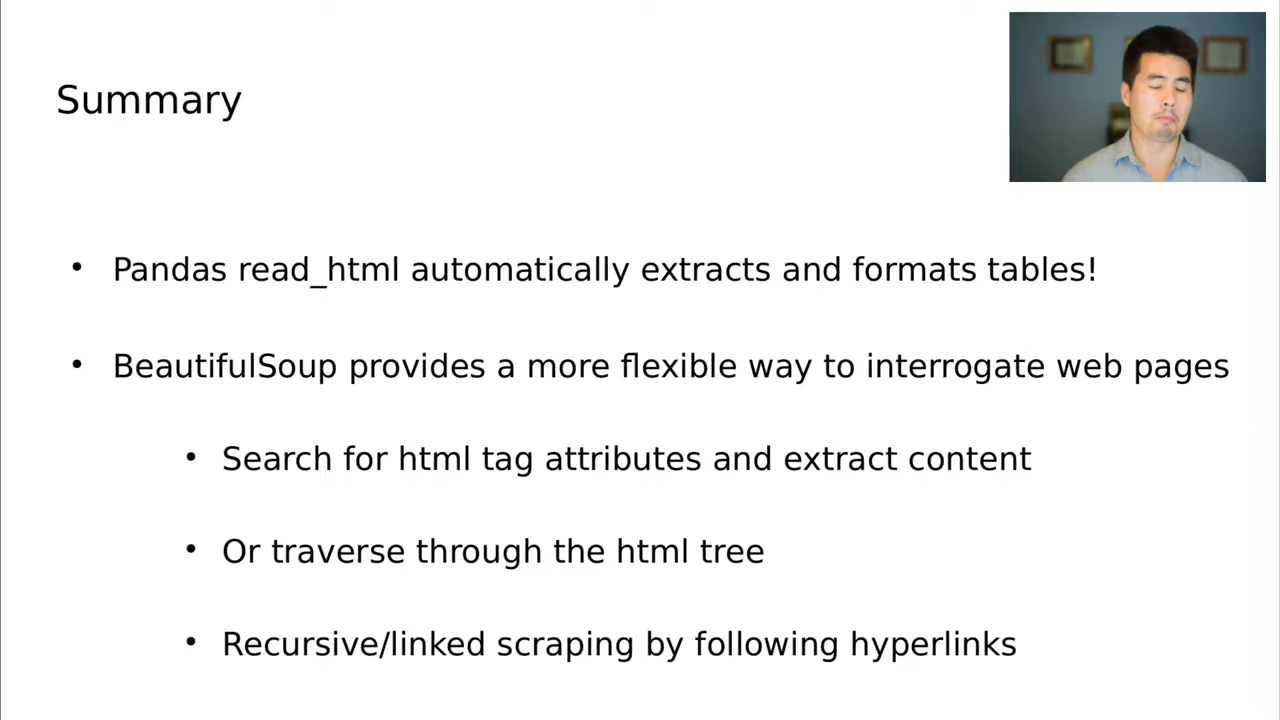 Summary
• Pandas read_html automatically extracts and formats tables!
• BeautifulSoup provides a more flexible way to interrogate web pages
• Search for html tag attributes and extract content
• Or traverse through the html tree
• Recursive/linked scraping by following hyperlinks